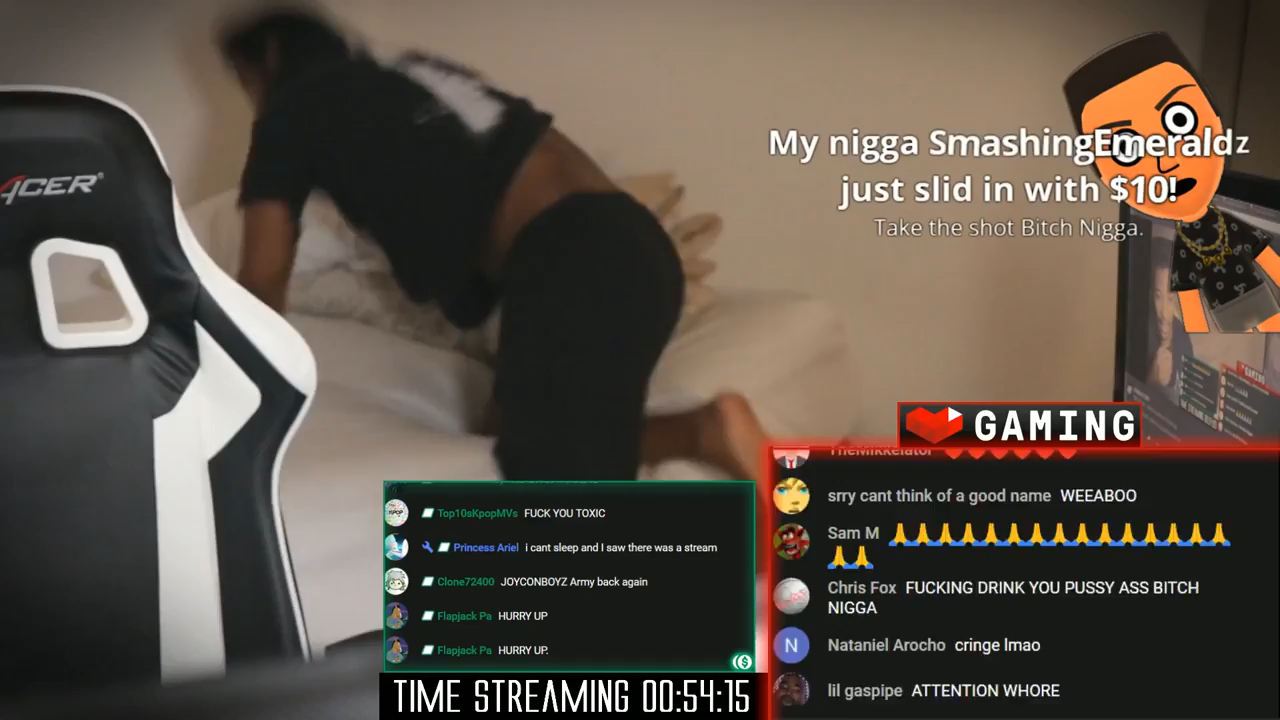 ACER
My nigga SmashingEmeraldz
just slid in with $10!
Take the shot Bitch Nigga.
GAMING
TheMikkelator
srry cant think of a good name WEEABOO
Sam M 🙏🙏🙏🙏🙏🙏🙏🙏🙏🙏🙏🙏🙏🙏🙏
🙏🙏
Chris Fox FUCKING DRINK YOU PUSSY ASS BITCH
NIGGA
N Nataniel Arocho cringe lmao
lil gaspipe ATTENTION WHORE
Top10sKpopMVs FUCK YOU TOXIC
Princess Ariel i cant sleep and I saw there was a stream
Clone72400 JOYCONBOYZ Army back again
Flapjack Pa HURRY UP
Flapjack Pa HURRY UP.
TIME STREAMING 00:54:15